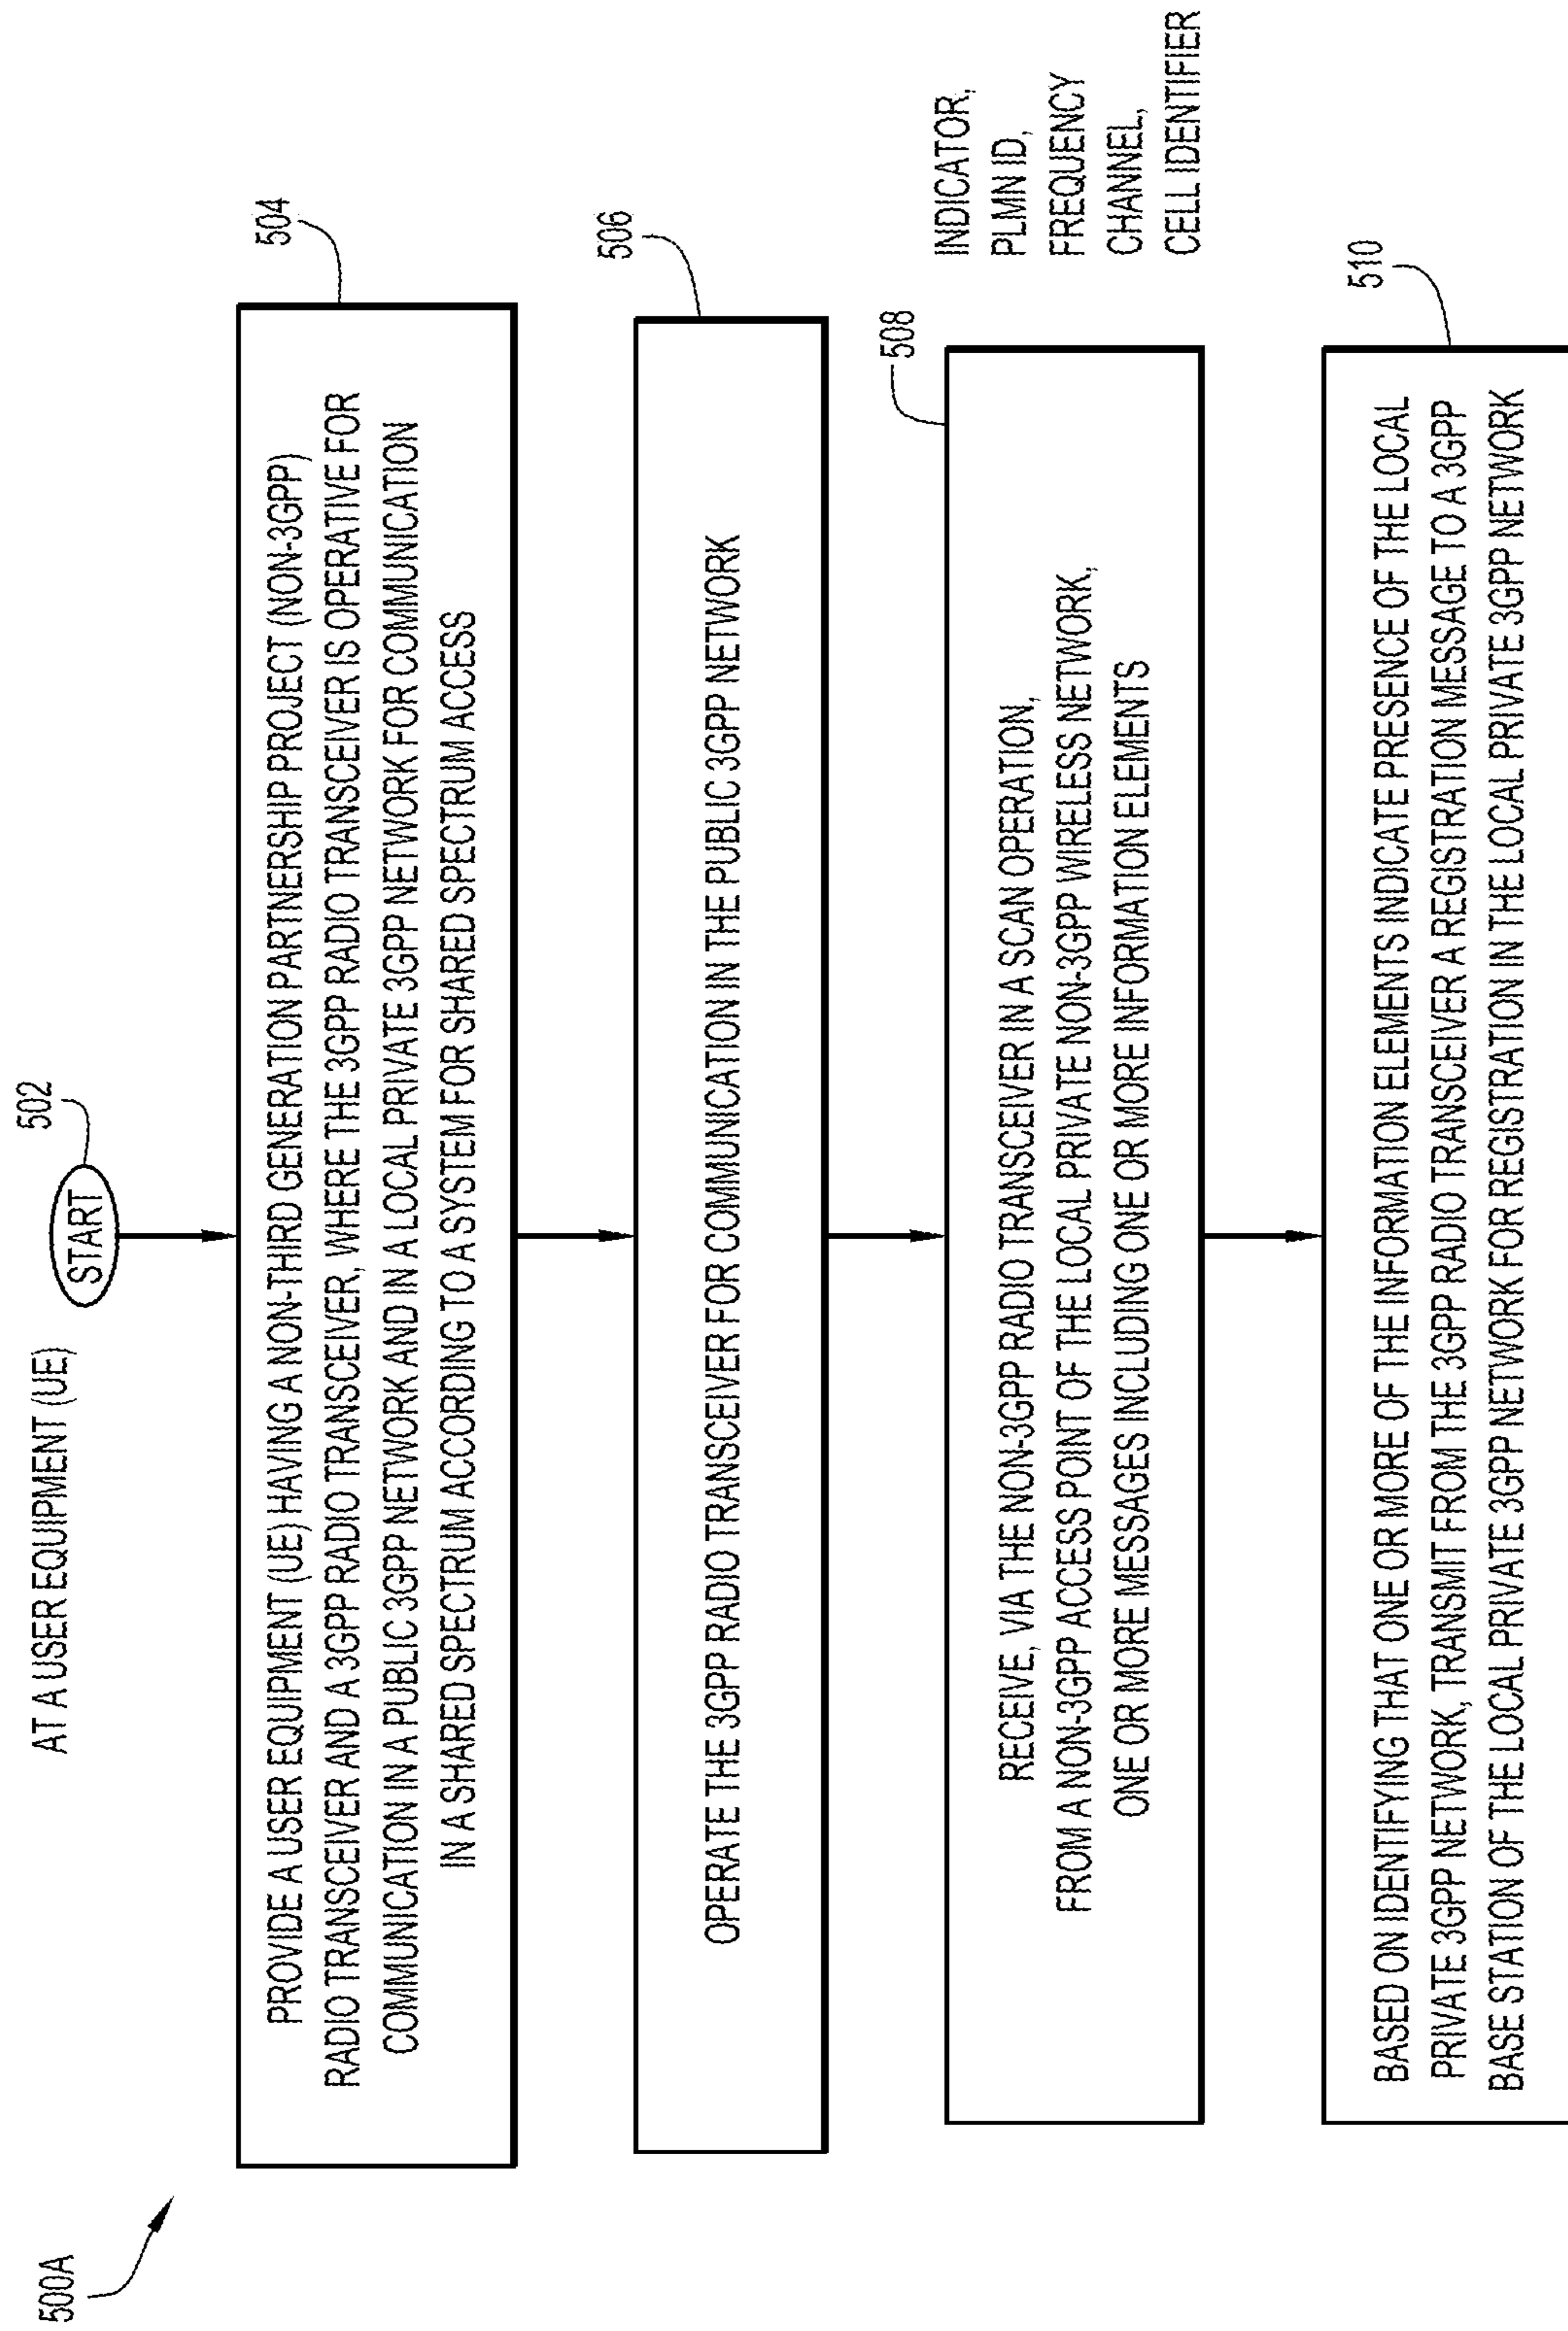 500A
AT A USER EQUIPMENT (UE)
502
START
504
PROVIDE A USER EQUIPMENT (UE) HAVING A NON-THIRD GENERATION PARTNERSHIP PROJECT (NON-3GPP)
RADIO TRANSCEIVER AND A 3GPP RADIO TRANSCEIVER, WHERE THE 3GPP RADIO TRANSCEIVER IS OPERATIVE FOR
COMMUNICATION IN A PUBLIC 3GPP NETWORK AND IN A LOCAL PRIVATE 3GPP NETWORK FOR COMMUNICATION
IN A SHARED SPECTRUM ACCORDING TO A SYSTEM FOR SHARED SPECTRUM ACCESS
506
OPERATE THE 3GPP RADIO TRANSCEIVER FOR COMMUNICATION IN THE PUBLIC 3GPP NETWORK
508
RECEIVE, VIA THE NON-3GPP RADIO TRANSCEIVER IN A SCAN OPERATION,
FROM A NON-3GPP ACCESS POINT OF THE LOCAL PRIVATE NON-3GPP WIRELESS NETWORK,
ONE OR MORE MESSAGES INCLUDING ONE OR MORE INFORMATION ELEMENTS
INDICATOR,
PLMN ID,
FREQUENCY
CHANNEL,
CELL IDENTIFIER
510
BASED ON IDENTIFYING THAT ONE OR MORE OF THE INFORMATION ELEMENTS INDICATE PRESENCE OF THE LOCAL
PRIVATE 3GPP NETWORK, TRANSMIT FROM THE 3GPP RADIO TRANSCEIVER A REGISTRATION MESSAGE TO A 3GPP
BASE STATION OF THE LOCAL PRIVATE 3GPP NETWORK FOR REGISTRATION IN THE LOCAL PRIVATE 3GPP NETWORK